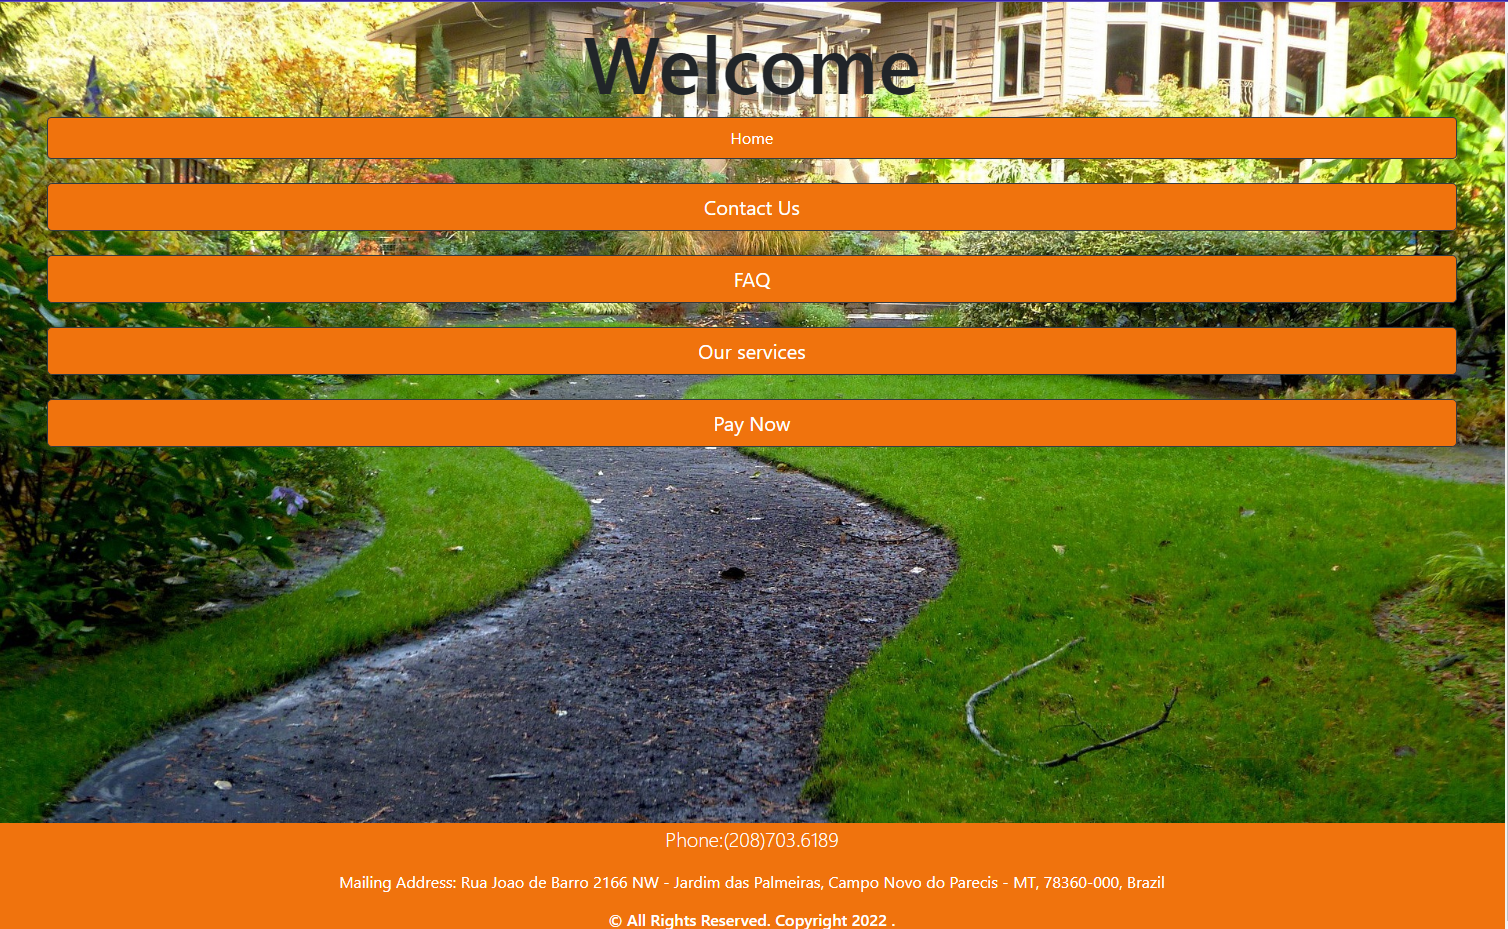 Welcome
Home
Contact Us
FAQ
Our services
Pay Now
Phone:(208)703.6189
Mailing Address: Rua Joao de Barro 2166 NW - Jardim das Palmeiras, Campo Novo do Parecis - MT, 78360-000, Brazil
© All Rights Reserved. Copyright 2022 .